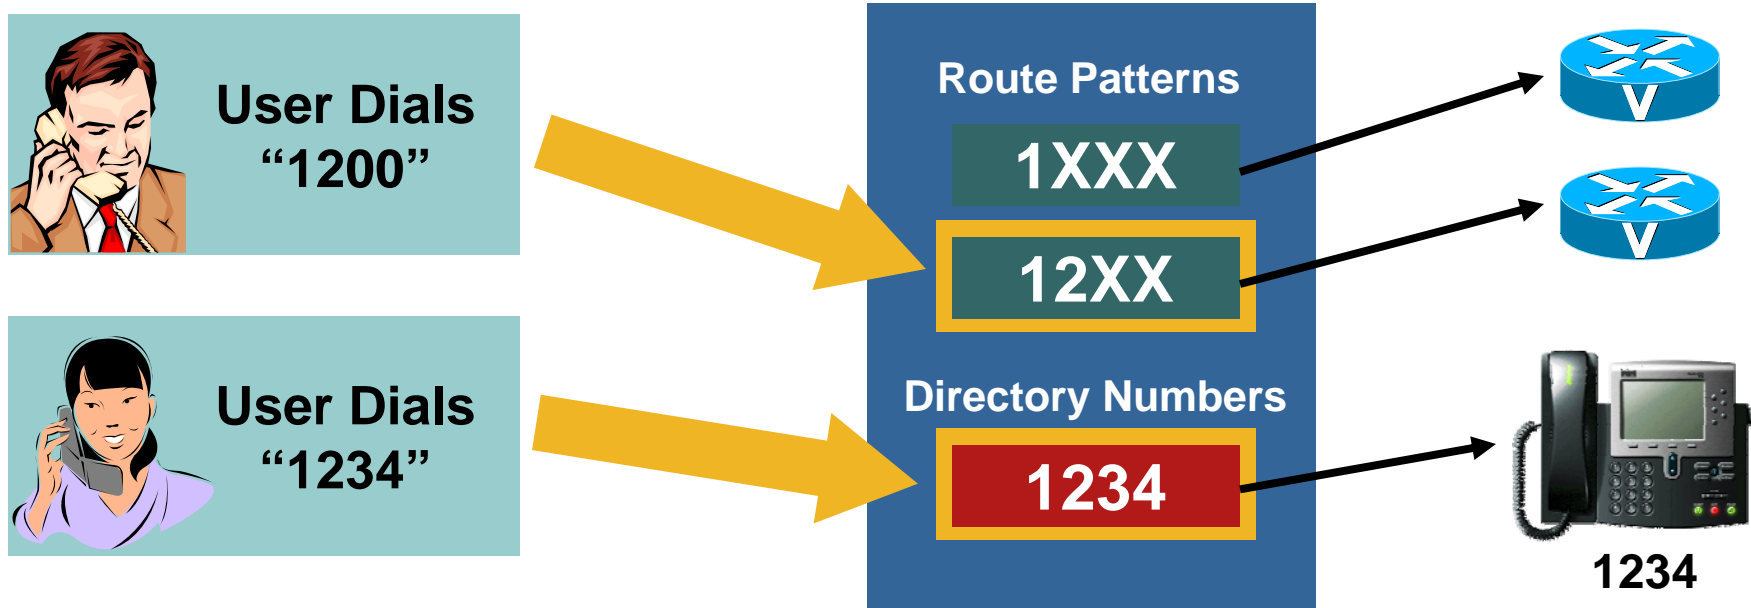 User Dials
“1200”
User Dials
“1234”
Route Patterns
1XXX
12XX
Directory Numbers
1234
V
V
1234